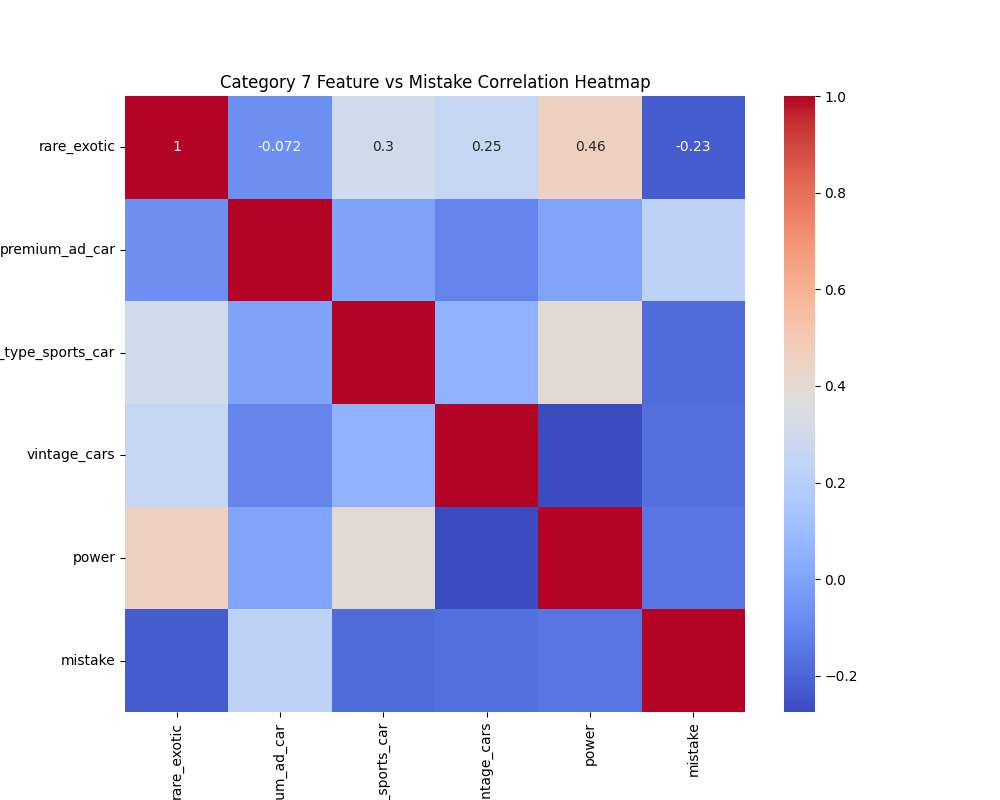 Category 7 Feature vs Mistake Correlation Heatmap
rare_exotic 1 -0.072 0.3 0.25 0.46 -0.23
premium_ad_car
_type_sports_car
vintage_cars
power
mistake
rare_exotic
um_ad_car
_sports_car
ntage_cars
power
mistake
1.0
0.8
0.6
0.4
0.2
0.0
−0.2